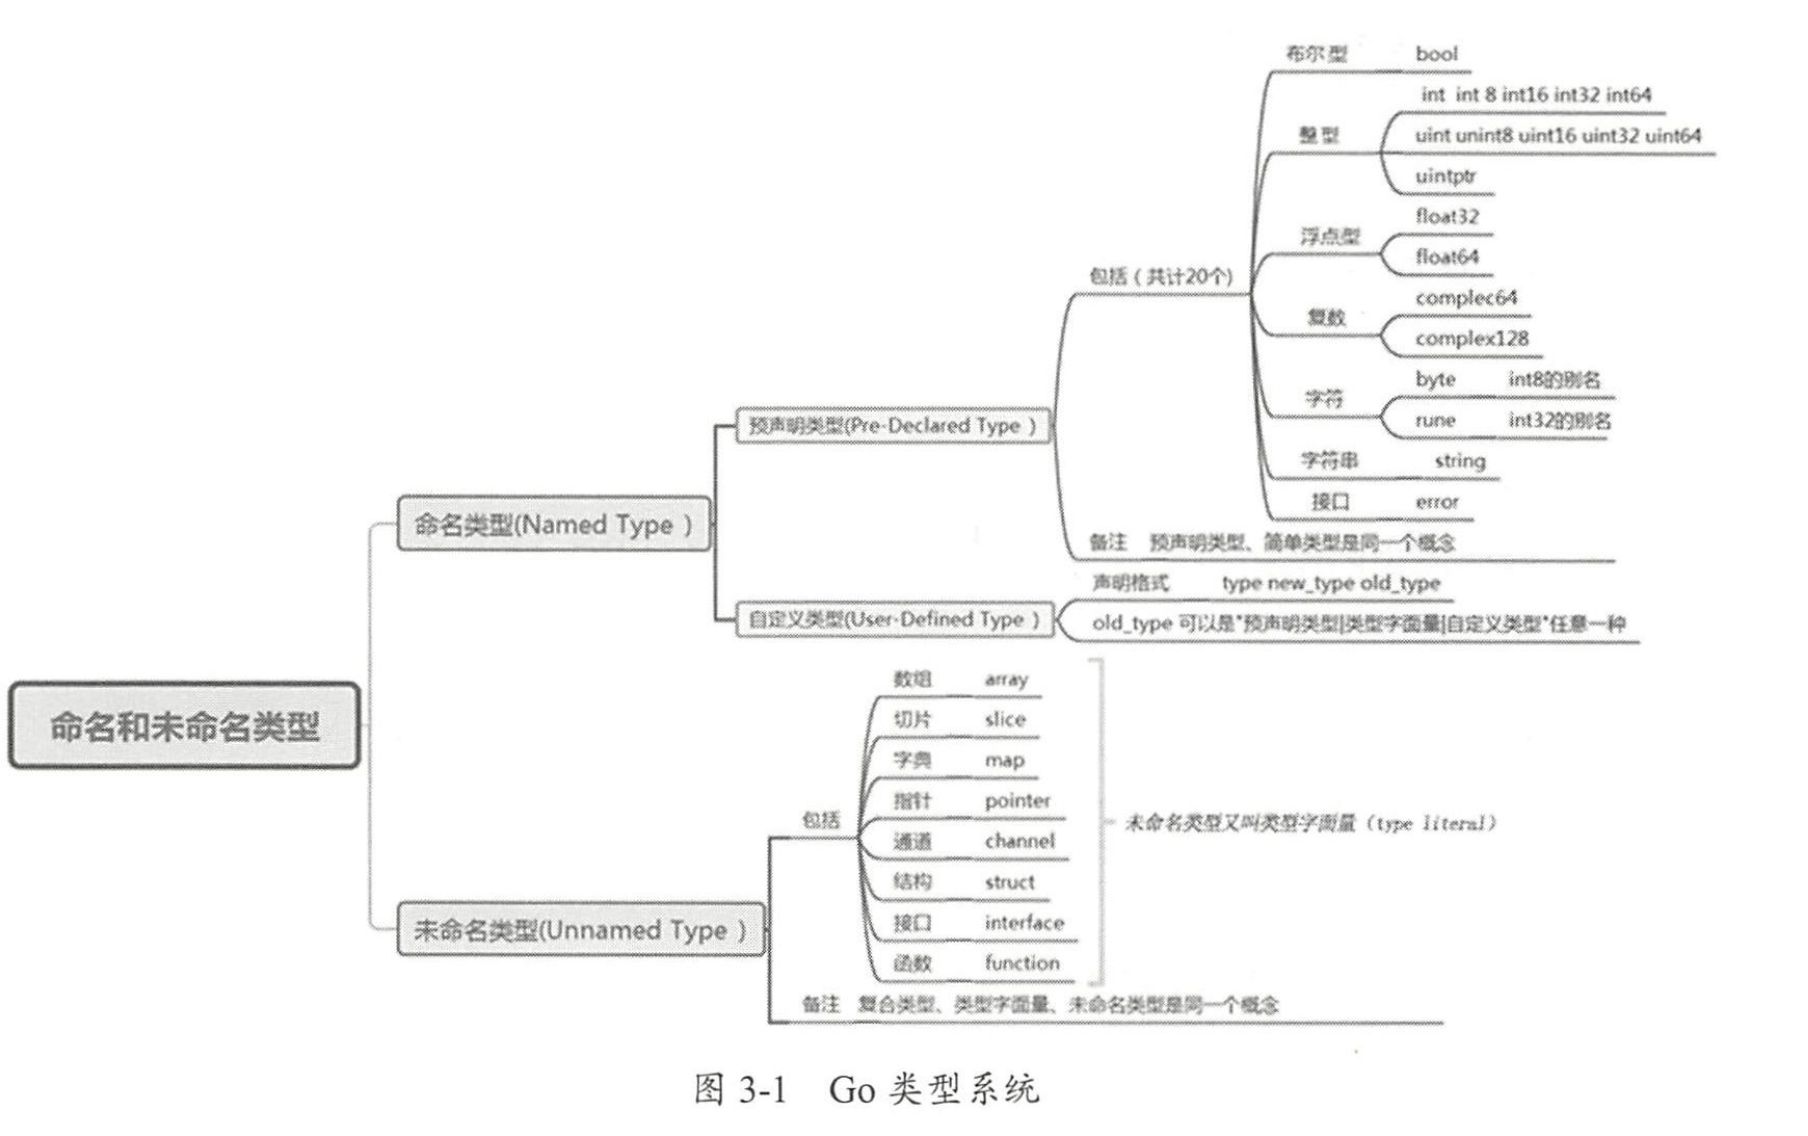 命名和未命名类型
命名类型(Named Type )
预声明类型(Pre-Declared Type )
包括 ( 共计20个)
布尔型 bool
整型
int int 8 int16 int32 int64
uint unint8 uint16 uint32 uint64
uintptr
浮点型
float32
float64
复数
complec64
complex128
字符
byte int8的别名
rune int32的别名
字符串 string
接口 error
备注 预声明类型、简单类型是同一个概念
自定义类型(User-Defined Type )
声明格式 type new_type old_type
old_type 可以是"预声明类型|类型字面量|自定义类型"任意一种
未命名类型(Unnamed Type )
包括
数组 array
切片 slice
字典 map
指针 pointer
通道 channel
结构 struct
接口 interface
函数 function
未命名类型又叫类型字面量（type literal）
备注 复合类型、类型字面量、未命名类型是同一个概念
图 3-1 Go 类型系统